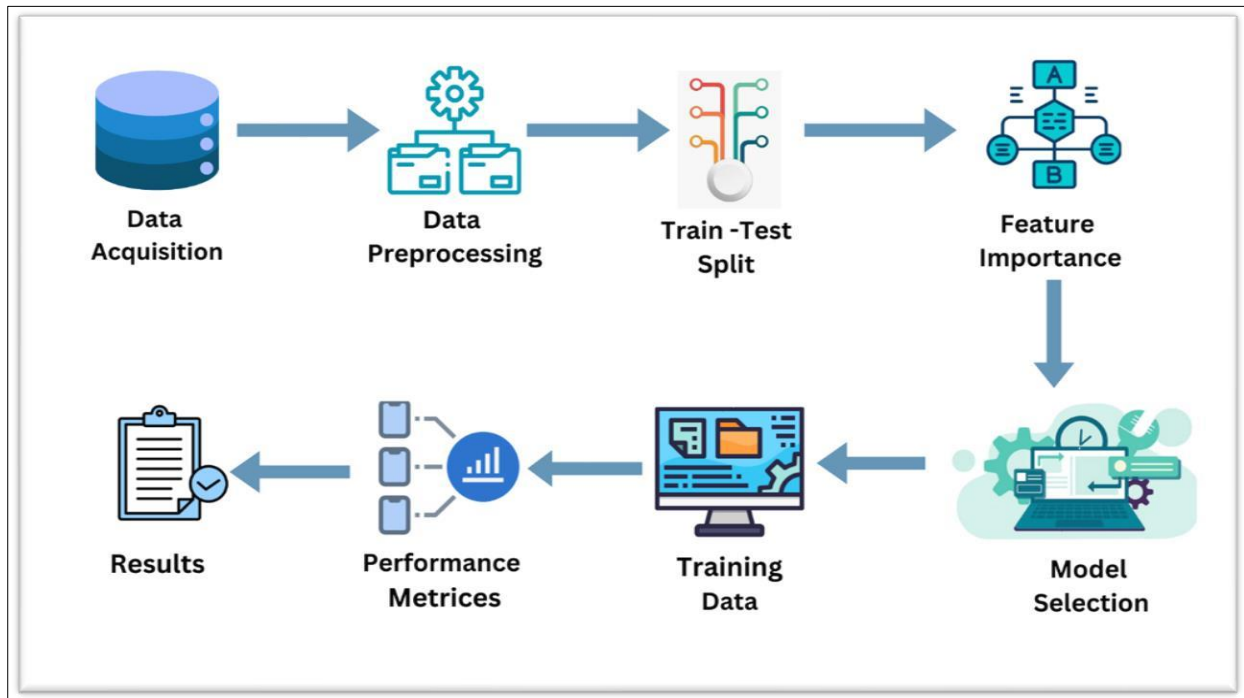 Data
Acquisition
Data
Preprocessing
Train -Test
Split
A
B
Feature
Importance
Model
Selection
Training
Data
Performance
Metrices
Results